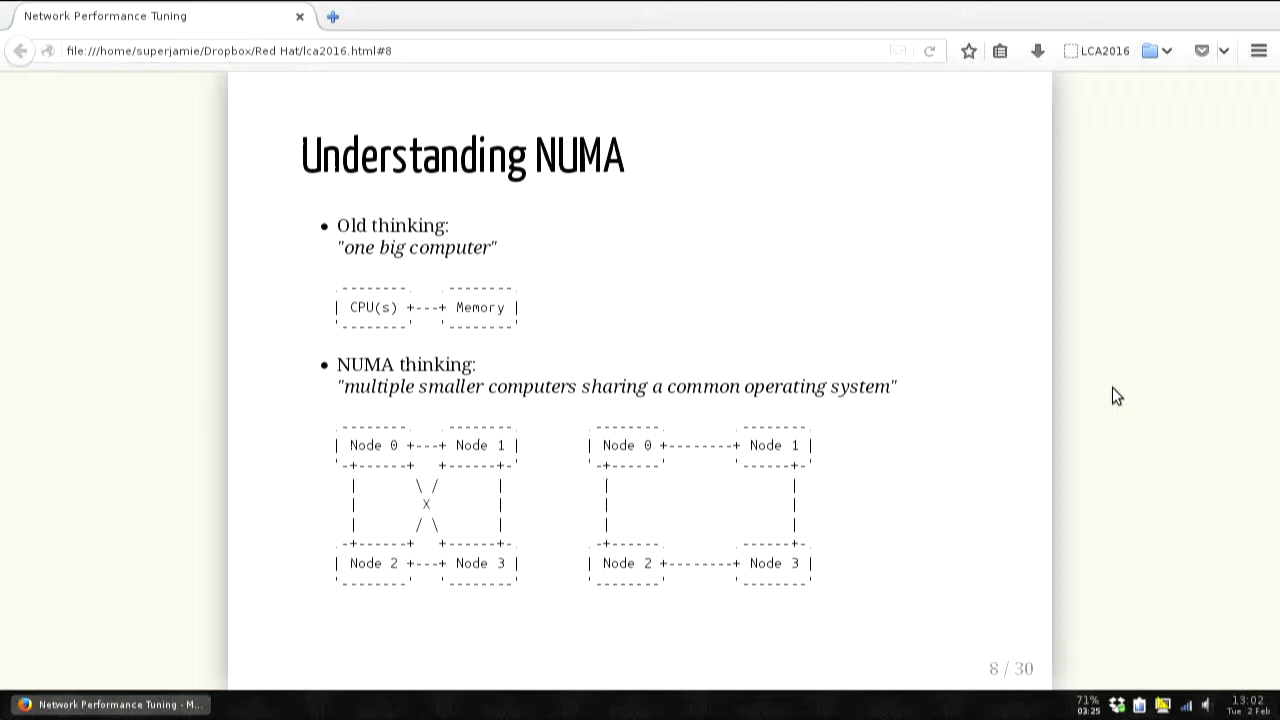 Network Performance Tuning
file:///home/superjamie/Dropbox/Red Hat/lca2016.html#8
LCA2016
Understanding NUMA
Old thinking:
"one big computer"
CPU(s) +---+ Memory
NUMA thinking:
"multiple smaller computers sharing a common operating system"
Node 0 +---+ Node 1
Node 0 +--------+ Node 1
X
Node 2 +---+ Node 3
Node 2 +--------+ Node 3
8 / 30
Network Performance Tuning - M...
71%
03:25
13:02
Tue 2 Feb